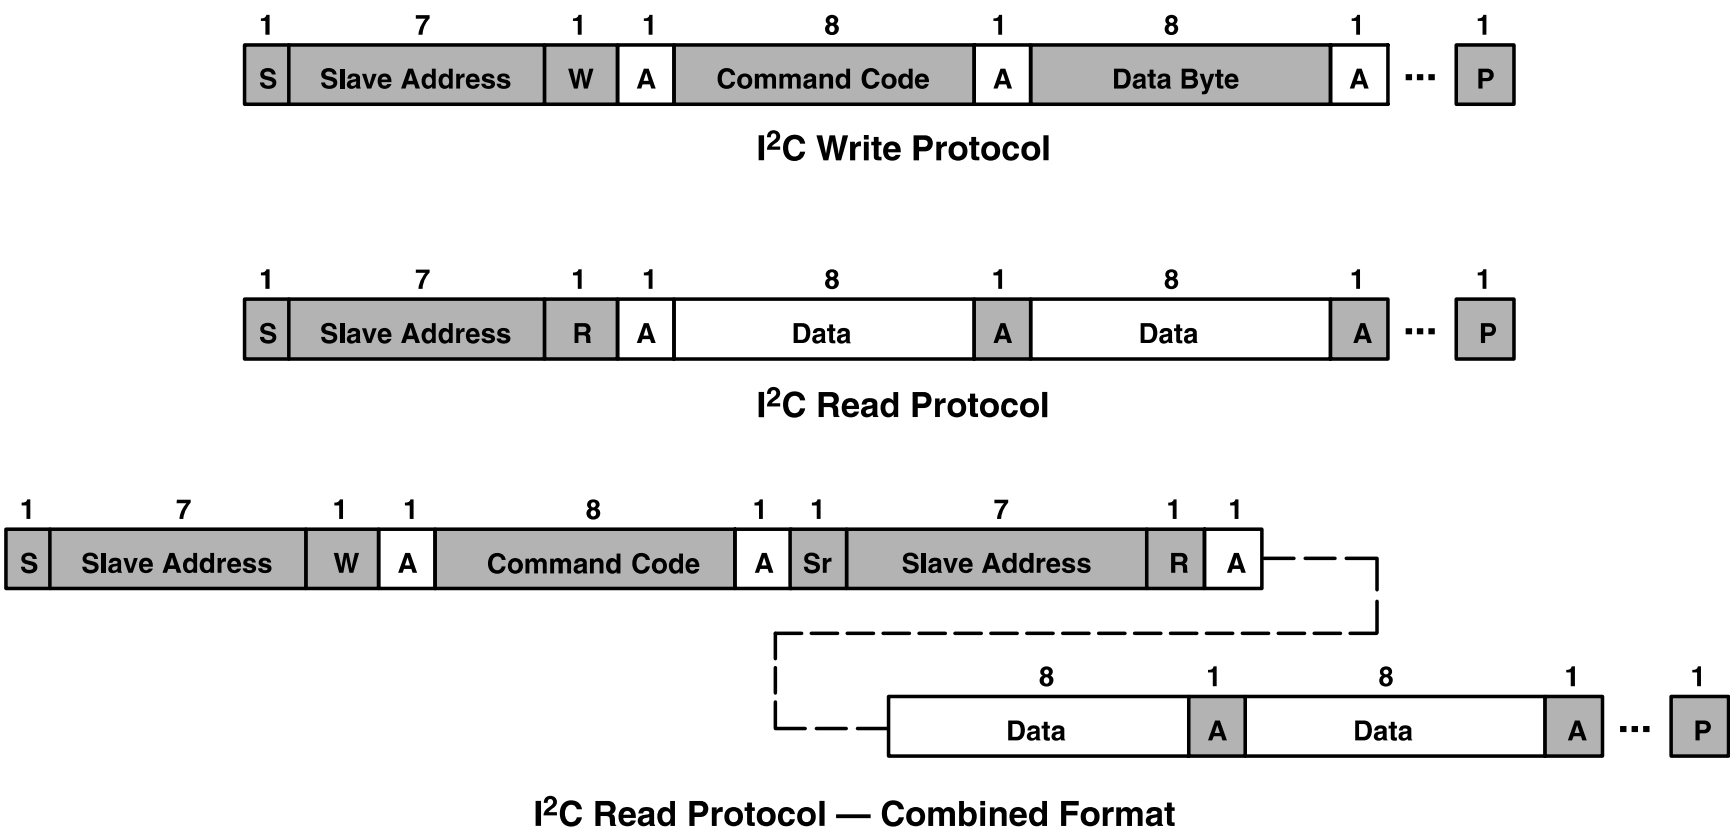 1 7 1 1 8 1 8 1 1
S Slave Address W A Command Code A Data Byte A ... P
I²C Write Protocol
1 7 1 1 8 1 8 1 1
S Slave Address R A Data A Data A ... P
I²C Read Protocol
1 7 1 1 8 1 1 7 1 1
S Slave Address W A Command Code A Sr Slave Address R A
8 1 8 1 1
Data A Data A ... P
I²C Read Protocol — Combined Format